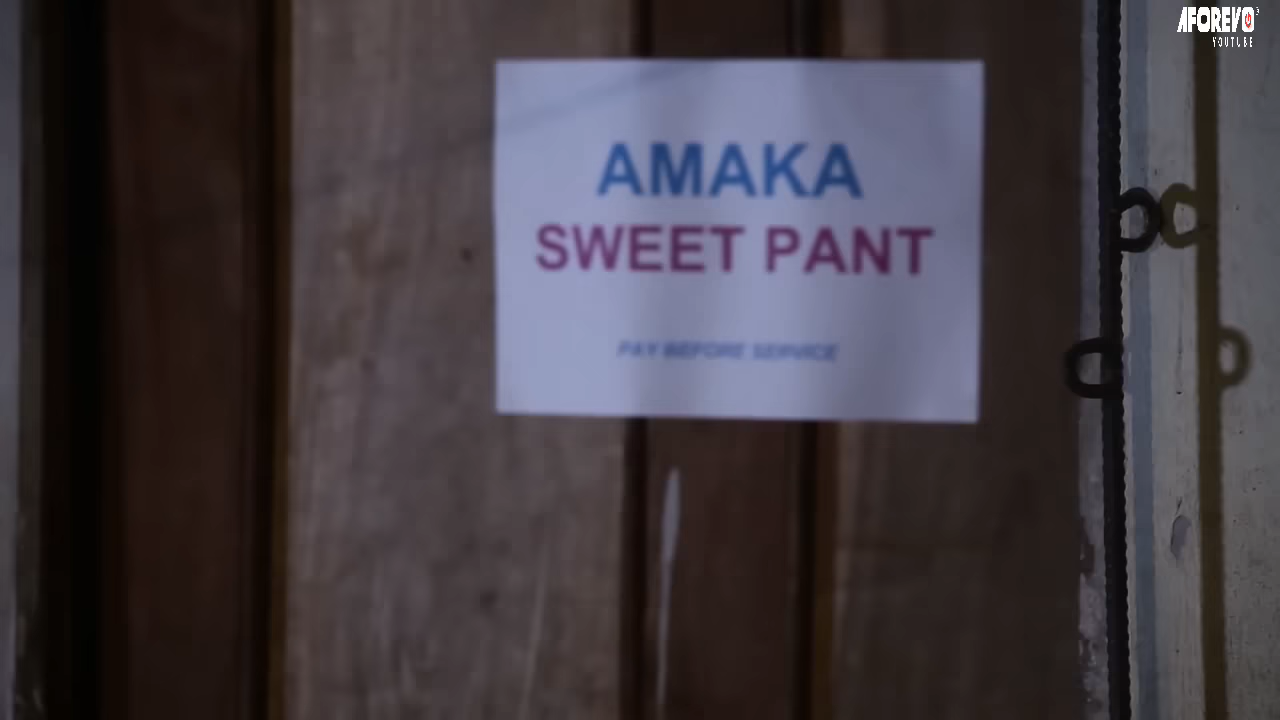 AFOREVO
YOUTUBE
AMAKA
SWEET PANT
PAY BEFORE SERVICE